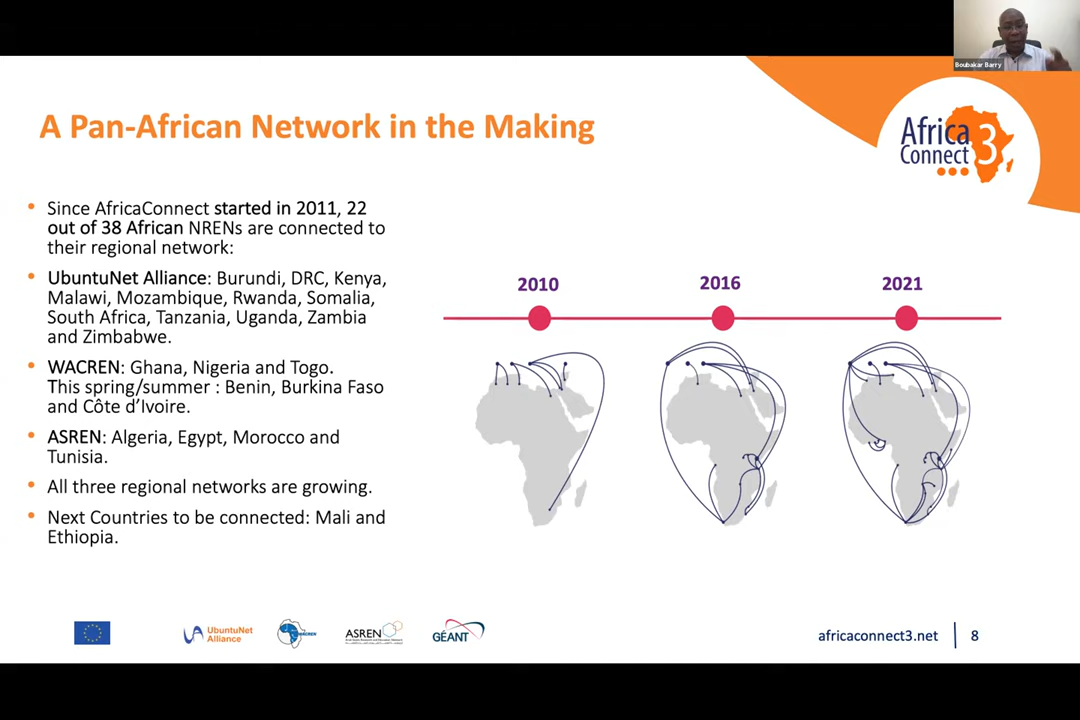 Boubakar Barry
A Pan-African Network in the Making
Africa
Connect 3
• Since AfricaConnect started in 2011, 22
out of 38 African NRENs are connected to
their regional network:
• UbuntuNet Alliance: Burundi, DRC, Kenya,
Malawi, Mozambique, Rwanda, Somalia,
South Africa, Tanzania, Uganda, Zambia
and Zimbabwe.
• WACREN: Ghana, Nigeria and Togo.
This spring/summer : Benin, Burkina Faso
and Côte d’Ivoire.
• ASREN: Algeria, Egypt, Morocco and
Tunisia.
• All three regional networks are growing.
• Next Countries to be connected: Mali and
Ethiopia.
2010 2016 2021
UbuntuNet
Alliance
WACREN
ASREN
GÉANT
africaconnect3.net 8